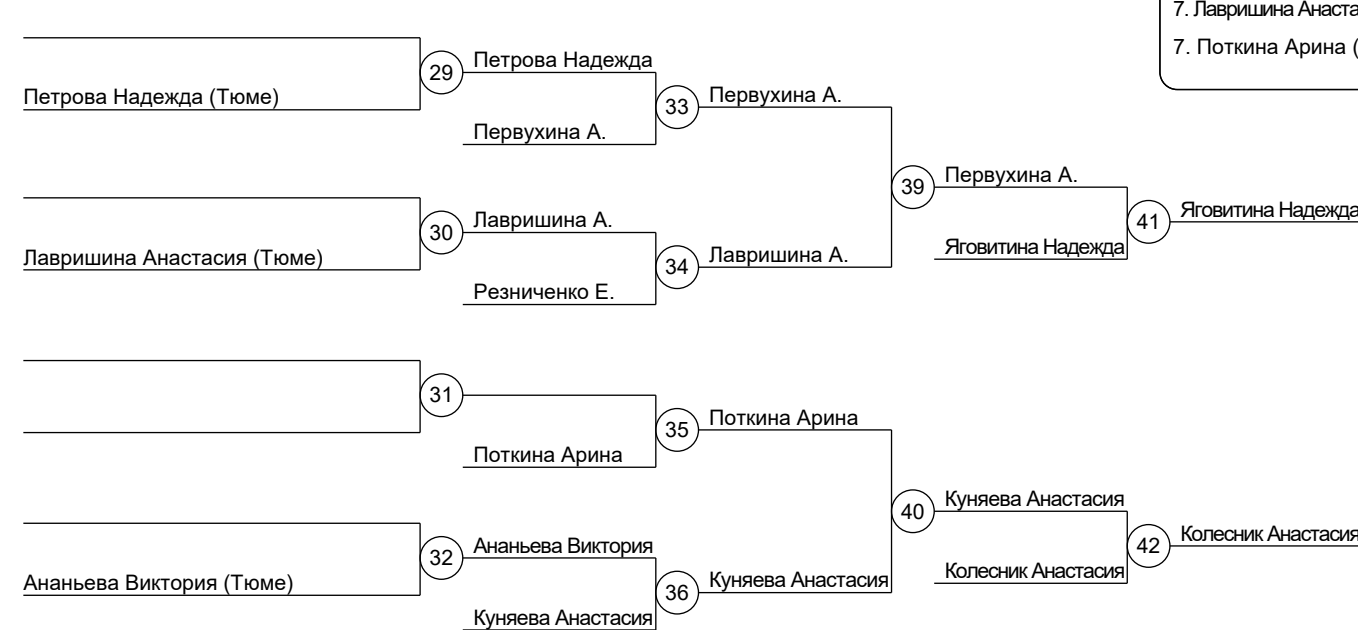 7. Лавришина Анаста
7. Поткина Арина (
29
Петрова Надежда
Петрова Надежда (Тюме)
33
Первухина А.
Первухина А.
39
Первухина А.
41
Яговитина Надежда
Яговитина Надежда
30
Лавришина А.
Лавришина Анастасия (Тюме)
34
Лавришина А.
Резниченко Е.
31
35
Поткина Арина
Поткина Арина
40
Куняева Анастасия
42
Колесник Анастасия
Колесник Анастасия
32
Ананьева Виктория
Ананьева Виктория (Тюме)
36
Куняева Анастасия
Куняева Анастасия